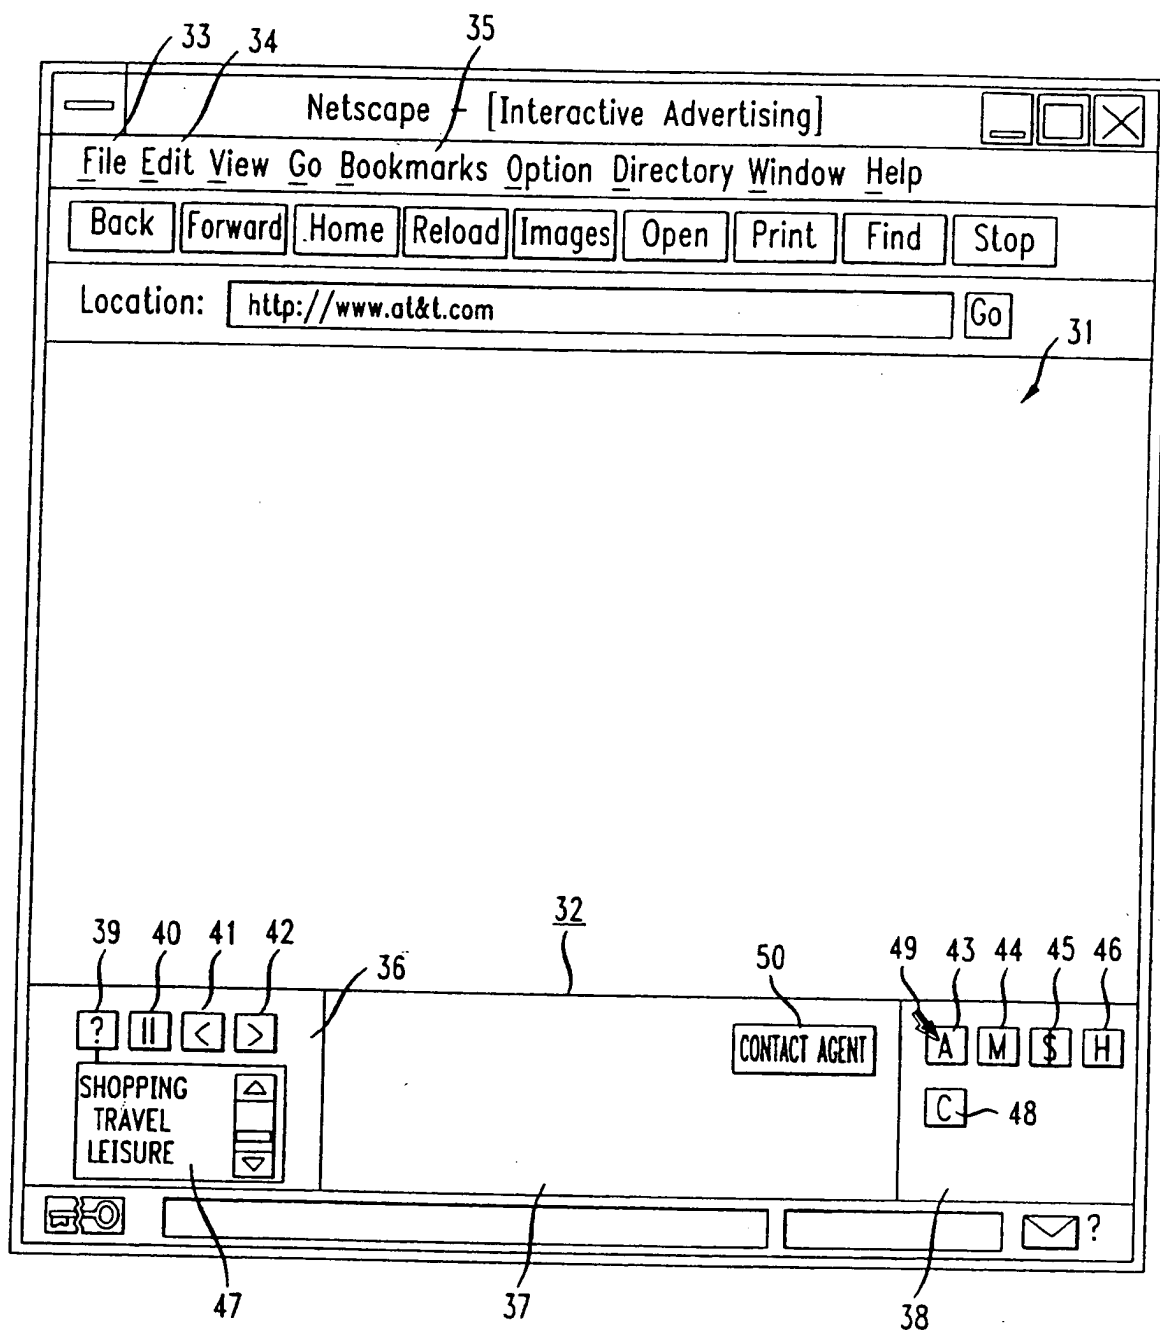 33 34 35
Netscape - [Interactive Advertising]
File Edit View Go Bookmarks Option Directory Window Help
Back Forward Home Reload Images Open Print Find Stop
Location: http://www.at&t.com Go
31
32
39 40 41 42 36 50 49 43 44 45 46
? || < > CONTACT AGENT A M $ H
SHOPPING
TRAVEL
LEISURE
C 48
?
47 37 38